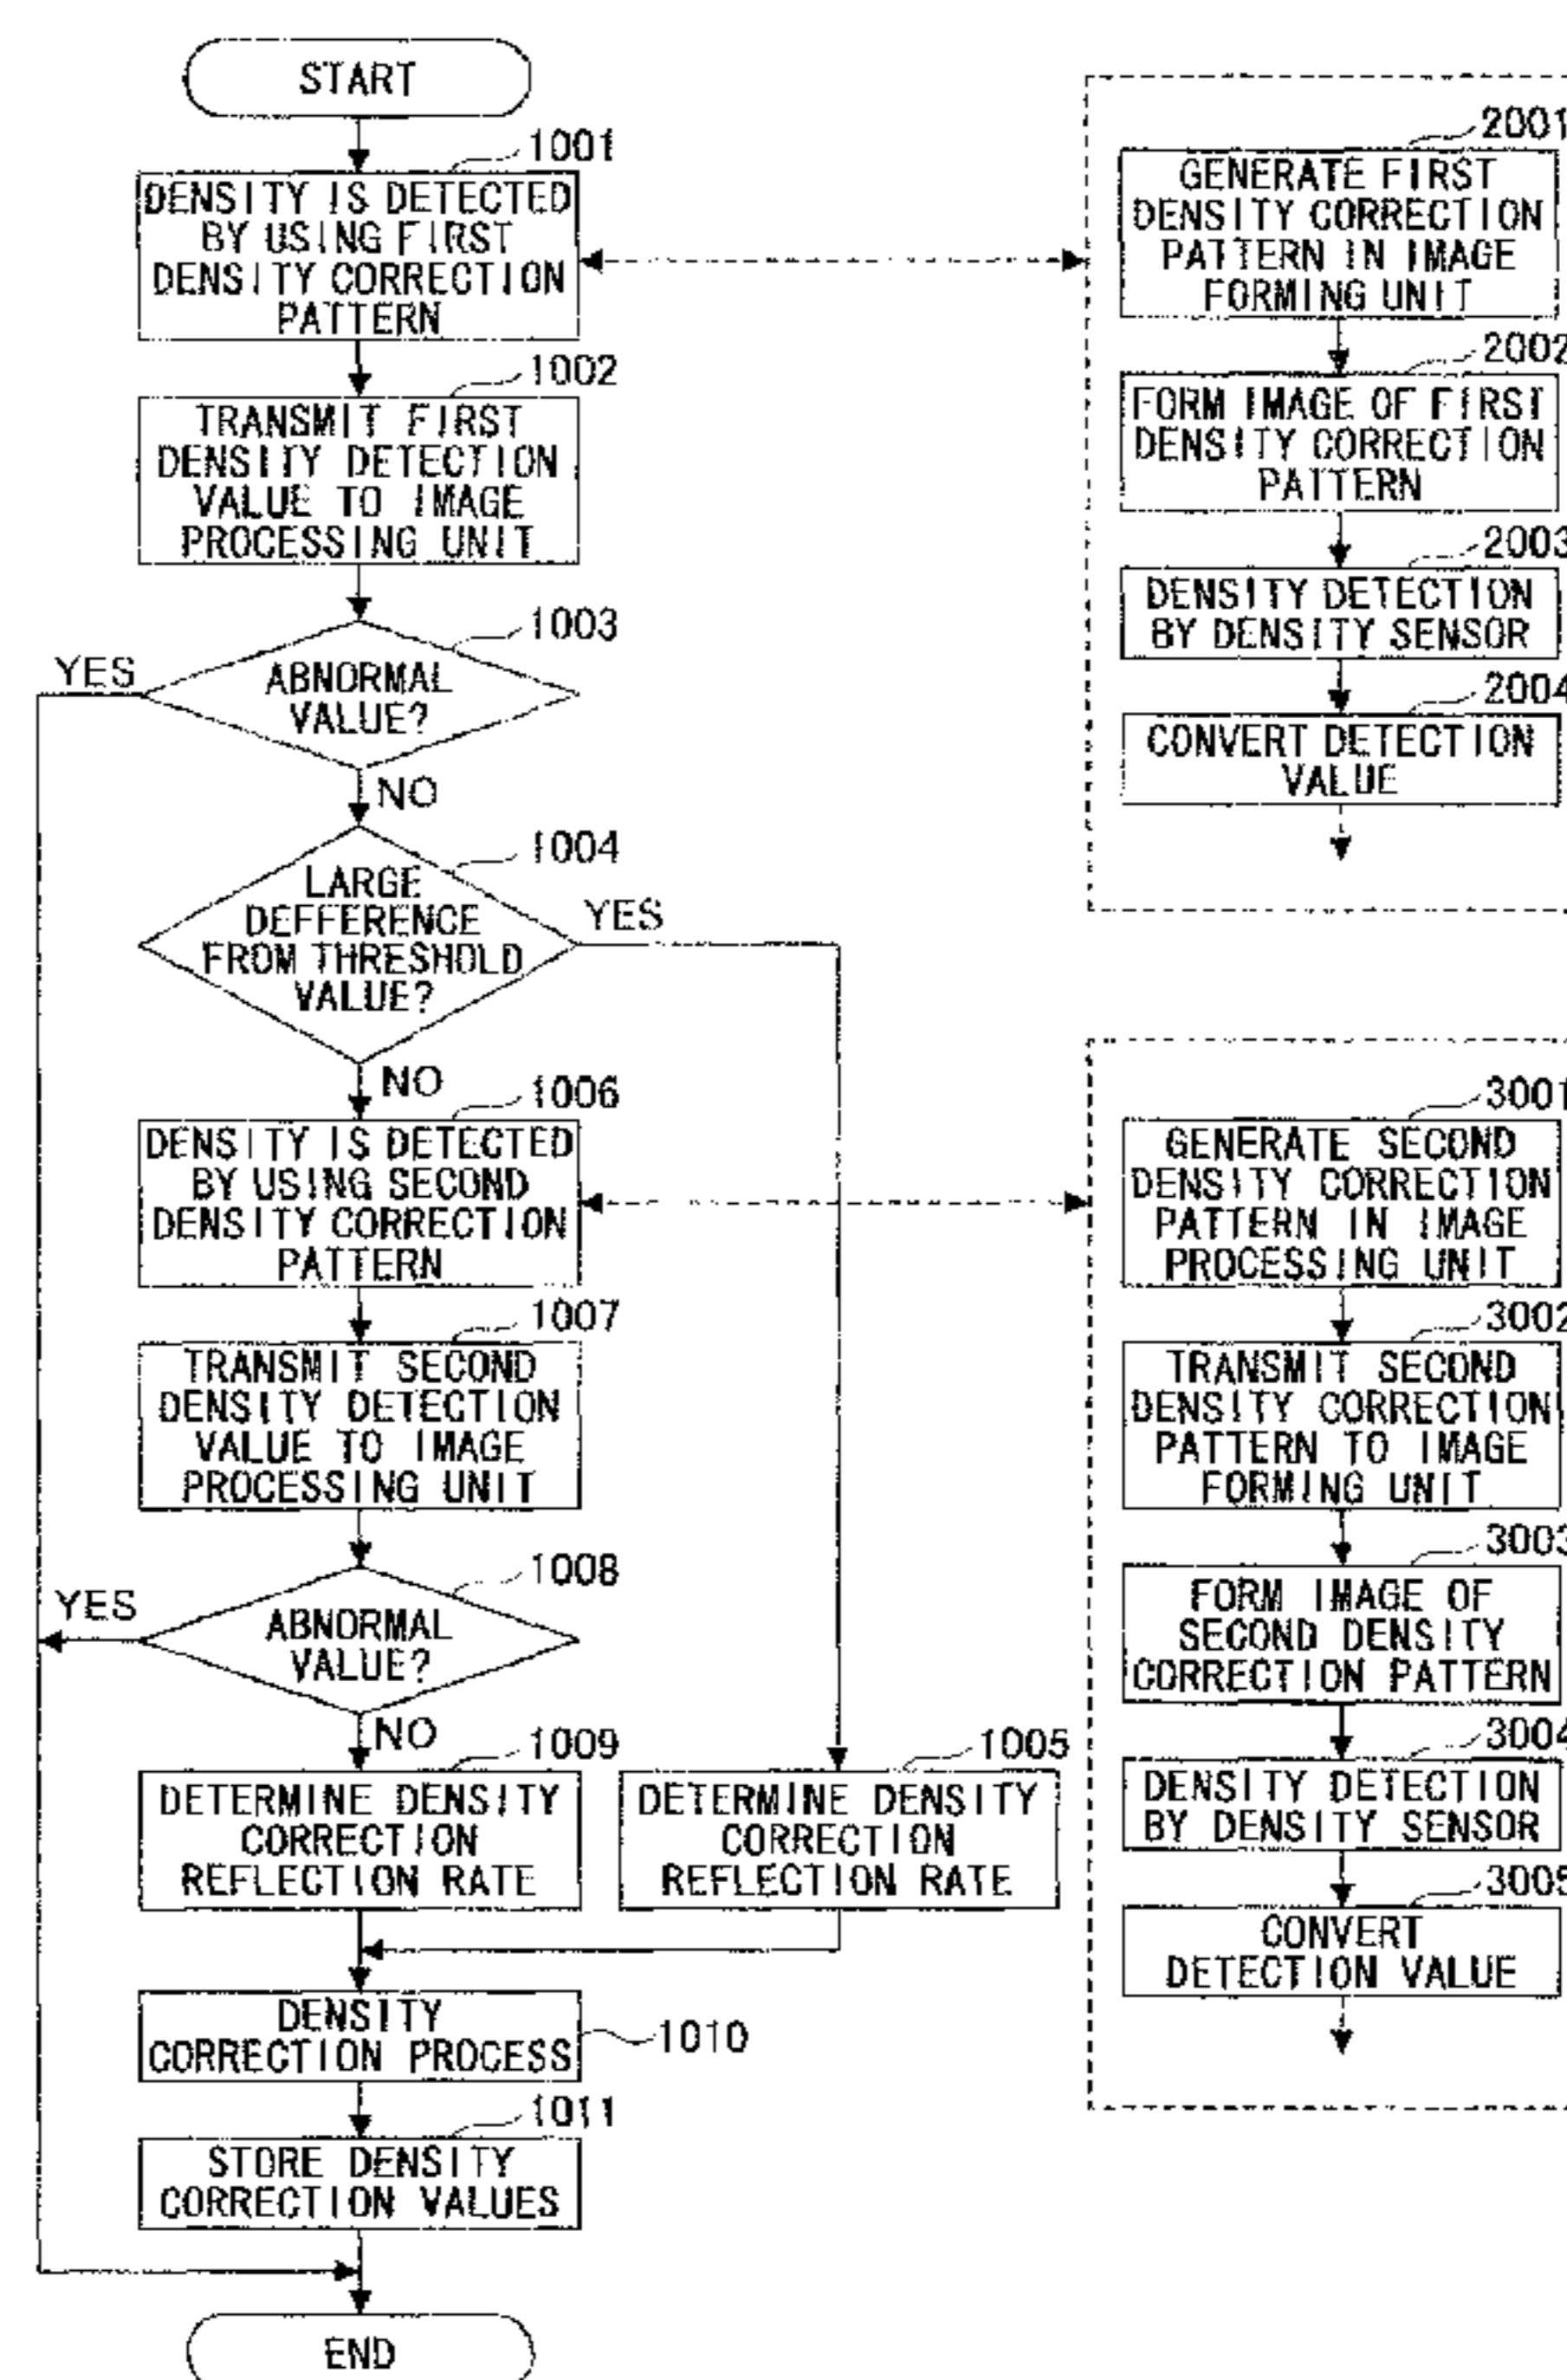 START
1001
DENSITY IS DETECTED
BY USING FIRST
DENSITY CORRECTION
PATTERN
1002
TRANSMIT FIRST
DENSITY DETECTION
VALUE TO IMAGE
PROCESSING UNIT
1003
YES
ABNORMAL
VALUE?
NO
1004
LARGE
DEFFERENCE
FROM THRESHOLD
VALUE?
YES
NO
1006
DENSITY IS DETECTED
BY USING SECOND
DENSITY CORRECTION
PATTERN
1007
TRANSMIT SECOND
DENSITY DETECTION
VALUE TO IMAGE
PROCESSING UNIT
1008
YES
ABNORMAL
VALUE?
NO
1009
DETERMINE DENSITY
CORRECTION
REFLECTION RATE
1005
DETERMINE DENSITY
CORRECTION
REFLECTION RATE
DENSITY
CORRECTION PROCESS
1010
1011
STORE DENSITY
CORRECTION VALUES
END
2001
GENERATE FIRST
DENSITY CORRECTION
PATTERN IN IMAGE
FORMING UNIT
2002
FORM IMAGE OF FIRST
DENSITY CORRECTION
PATTERN
2003
DENSITY DETECTION
BY DENSITY SENSOR
2004
CONVERT DETECTION
VALUE
3001
GENERATE SECOND
DENSITY CORRECTION
PATTERN IN IMAGE
PROCESSING UNIT
3002
TRANSMIT SECOND
DENSITY CORRECTION
PATTERN TO IMAGE
FORMING UNIT
3003
FORM IMAGE OF
SECOND DENSITY
CORRECTION PATTERN
3004
DENSITY DETECTION
BY DENSITY SENSOR
3005
CONVERT
DETECTION VALUE